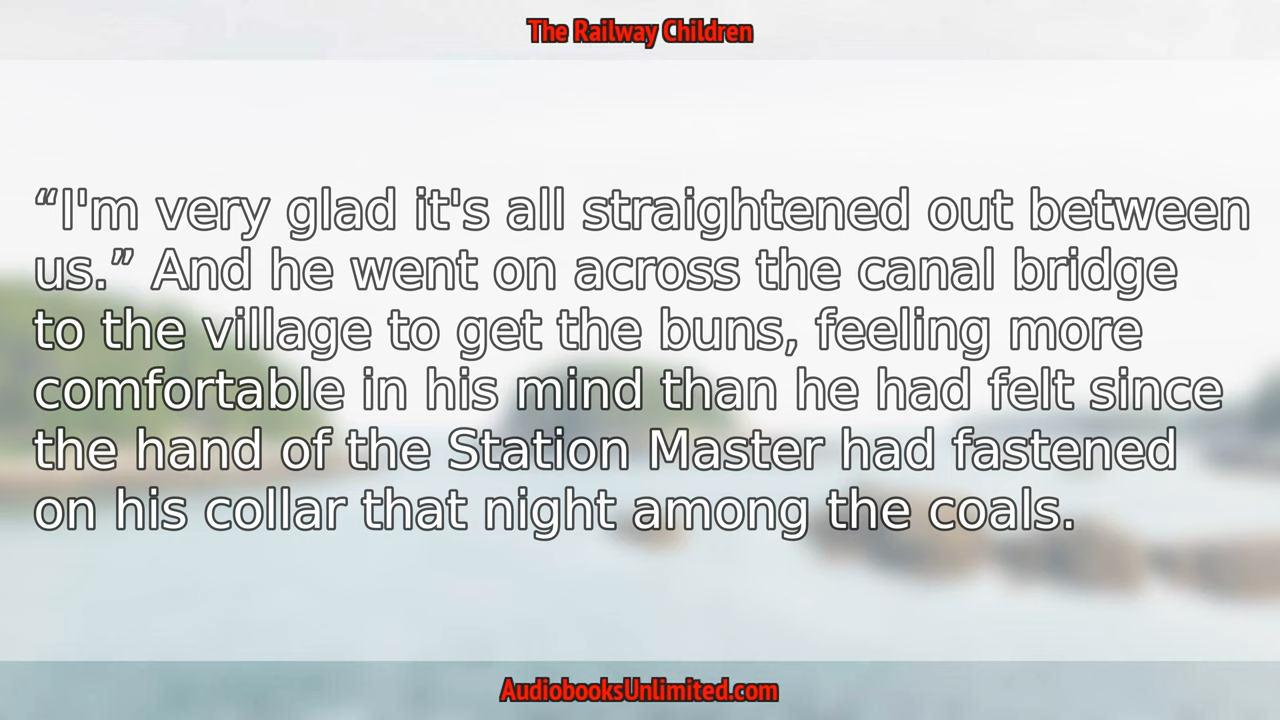 The Railway Children
“I'm very glad it's all straightened out between
us.” And he went on across the canal bridge
to the village to get the buns, feeling more
comfortable in his mind than he had felt since
the hand of the Station Master had fastened
on his collar that night among the coals.
AudiobooksUnlimited.com